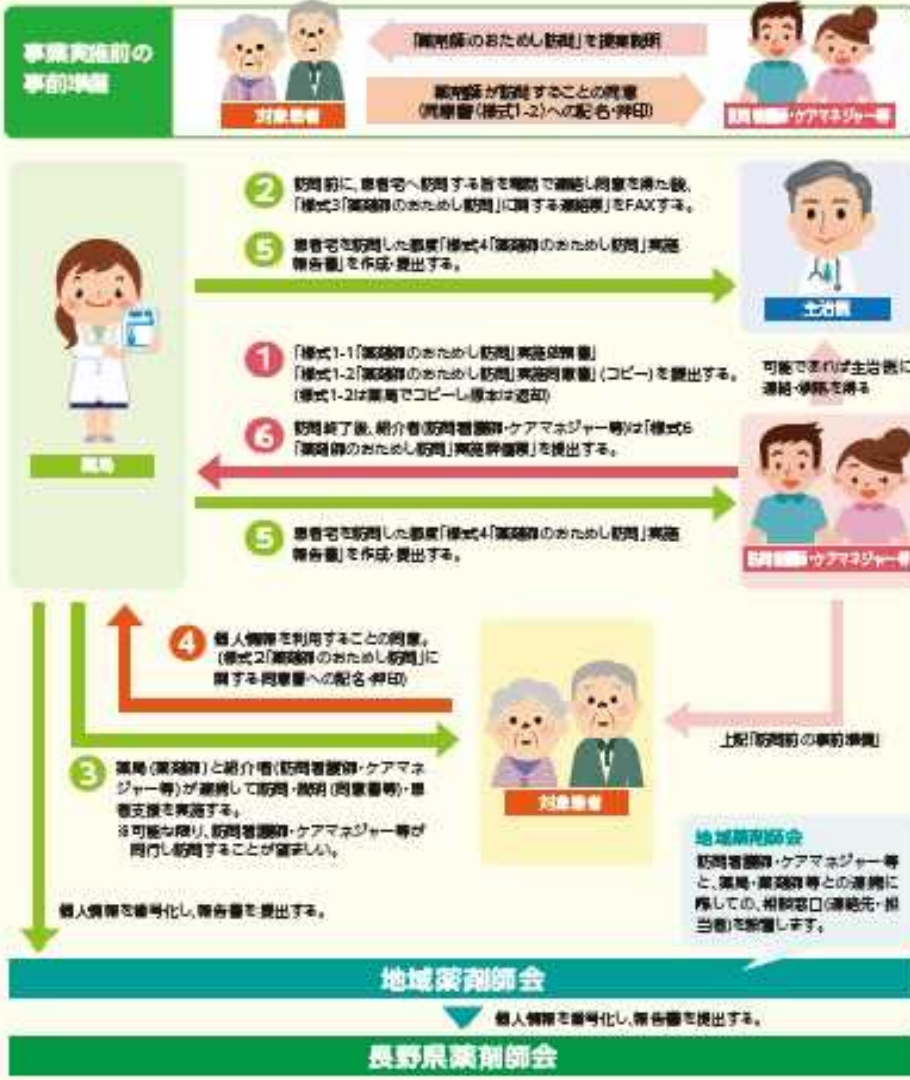 事業実施前の
事前準備
「薬剤師のおためし訪問」を提案説明
薬剤師が訪問することの同意
(同意書(様式1-2)への記名・押印)
対象患者
訪問看護師・ケアマネジャー等
② 訪問前に、患者宅へ訪問する旨を電話で連絡し同意を得た後、
「様式3「薬剤師のおためし訪問」に関する連絡票」をFAXする。
⑤ 患者宅を訪問した都度「様式4「薬剤師のおためし訪問」実施
報告書」を作成・提出する。
主治医
薬局
① 「様式1-1「薬剤師のおためし訪問」実施依頼書」
「様式1-2「薬剤師のおためし訪問」実施同意書」(コピー)を提出する。
(様式1-2は薬局でコピーし原本は返却)
可能であれば主治医に
連絡・承諾を得る
⑥ 訪問終了後、紹介者(訪問看護師・ケアマネジャー等)は「様式6
「薬剤師のおためし訪問」実施評価票」を提出する。
⑤ 患者宅を訪問した都度「様式4「薬剤師のおためし訪問」実施
報告書」を作成・提出する。
訪問看護師・ケアマネジャー等
④ 個人情報を利用することの同意。
(様式2「薬剤師のおためし訪問」に
関する同意書への記名・押印)
上記「訪問前の事前準備」
③ 薬局(薬剤師)と紹介者(訪問看護師・ケアマネ
ジャー等)が連携して訪問・説明(同意書等)・患
者支援を実施する。
※可能な限り、訪問看護師・ケアマネジャー等が
同行し訪問することが望ましい。
対象患者
地域薬剤師会
訪問看護師・ケアマネジャー等
と、薬局・薬剤師等との連携に
際しての、相談窓口(連絡先・担
当者)を設置します。
個人情報を番号化し、報告書を提出する。
地域薬剤師会
個人情報を番号化し、報告書を提出する。
長野県薬剤師会